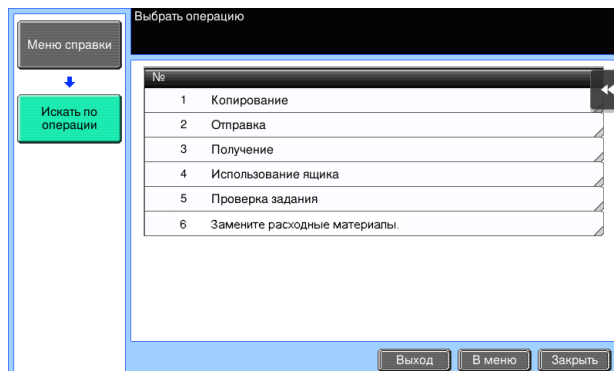 Выбрать операцию
Меню справки
Искать по
операции
№
1 Копирование
2 Отправка
3 Получение
4 Использование ящика
5 Проверка задания
6 Замените расходные материалы.
Выход В меню Закрыть